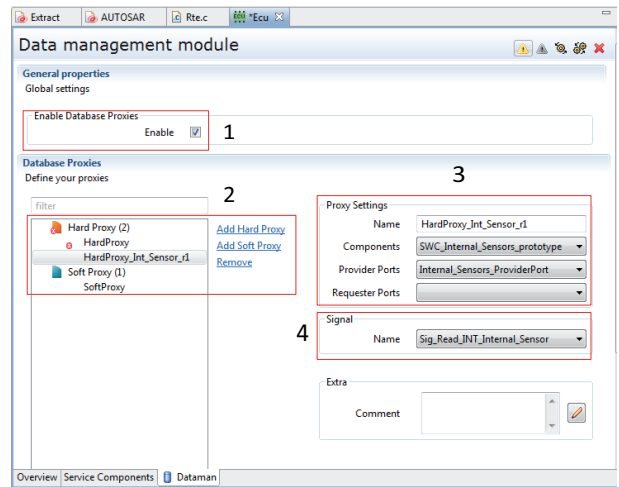 Extract AUTOSAR Rte.c *Ecu
Data management module
General properties
Global settings
Enable Database Proxies
Enable
1
Database Proxies
Define your proxies
2
3
filter
Hard Proxy (2)
HardProxy
HardProxy_Int_Sensor_r1
Soft Proxy (1)
SoftProxy
Add Hard Proxy
Add Soft Proxy
Remove
Proxy Settings
Name HardProxy_Int_Sensor_r1
Components SWC_Internal_Sensors_prototype
Provider Ports Internal_Sensors_ProviderPort
Requester Ports
4
Signal
Name Sig_Read_INT_Internal_Sensor
Extra
Comment
Overview Service Components Dataman